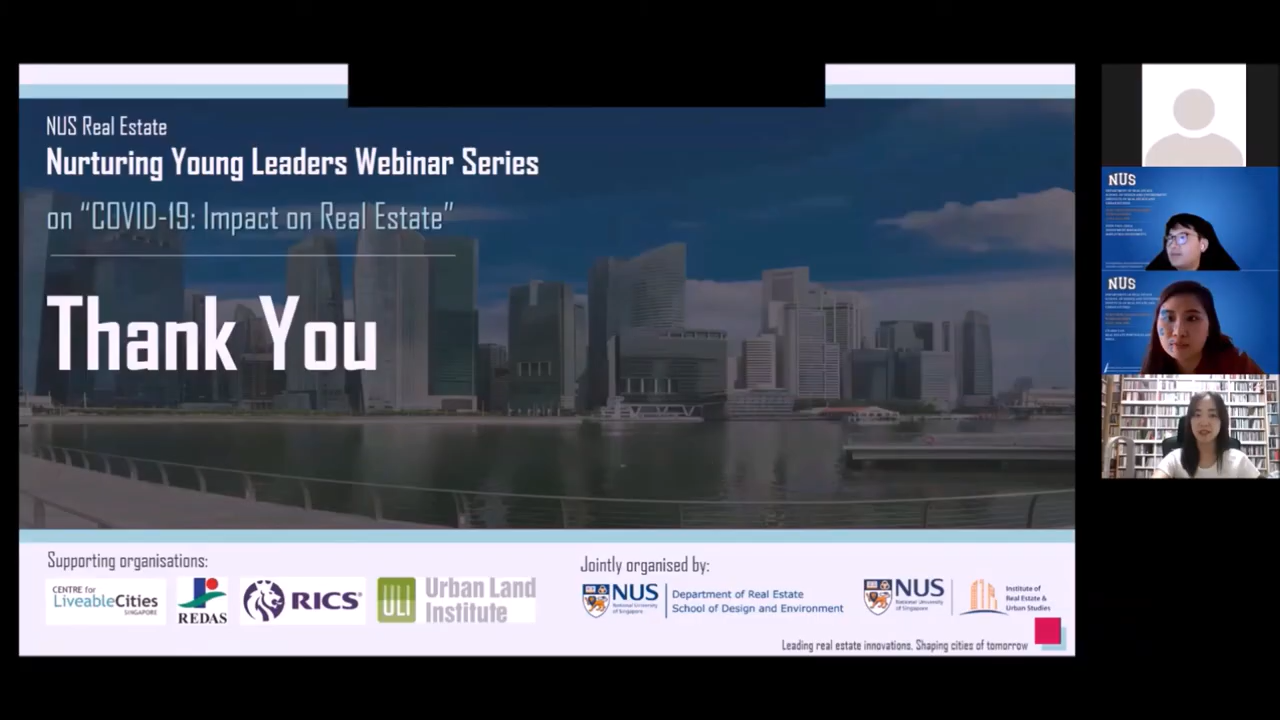 NUS Real Estate
Nurturing Young Leaders Webinar Series
on “COVID-19: Impact on Real Estate”
Thank You
Supporting organisations:
CENTRE for
LiveableCities
SINGAPORE
REDAS
RICS
ULI
Urban Land
Institute
Jointly organised by:
NUS
National University
of Singapore
Department of Real Estate
School of Design and Environment
NUS
National University
of Singapore
Institute of
Real Estate &
Urban Studies
Leading real estate innovations, Shaping cities of tomorrow
NUS
NUS